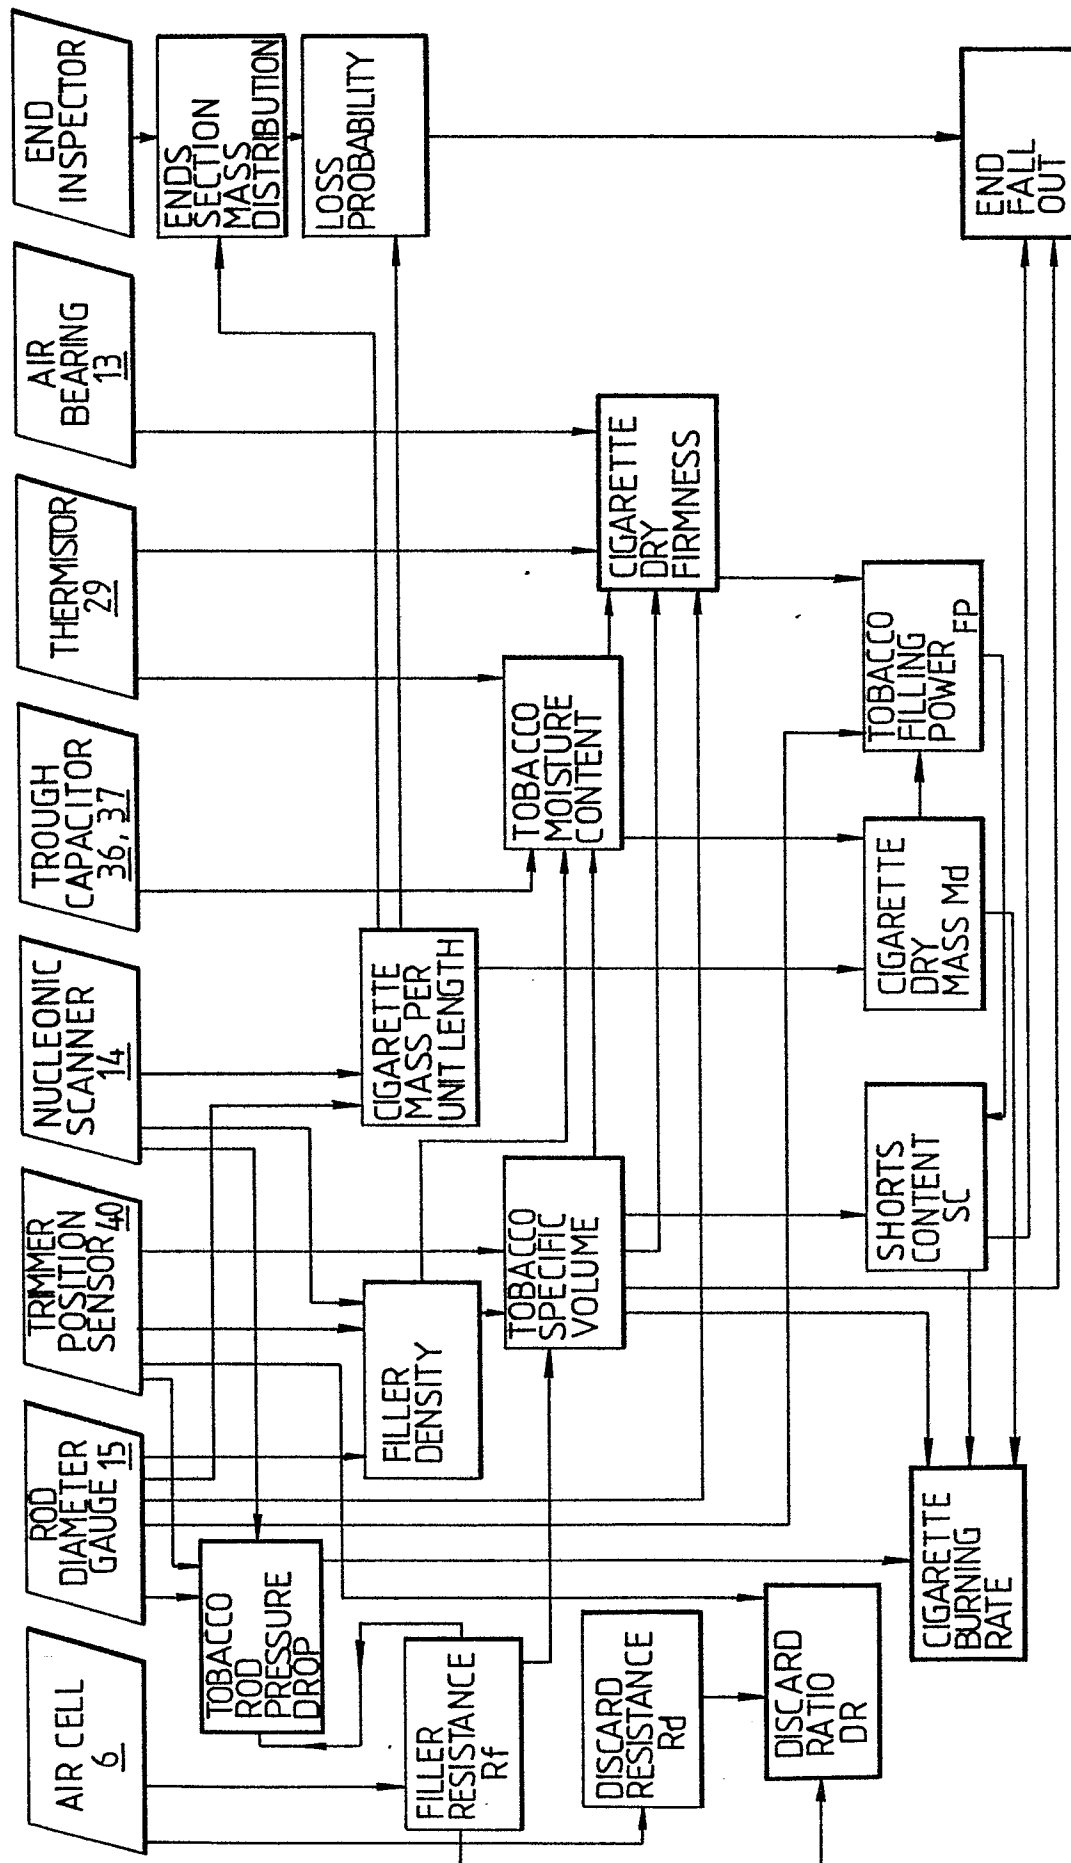 AIR CELL
6
ROD
DIAMETER
GAUGE 15
TRIMMER
POSITION
SENSOR 40
NUCLEONIC
SCANNER
14
TROUGH
CAPACITOR
36, 37
THERMISTOR
29
AIR
BEARING
13
END
INSPECTOR
TOBACCO
ROD
PRESSURE
DROP
ENDS
SECTION
MASS
DISTRIBUTION
FILLER
DENSITY
CIGARETTE
MASS PER
UNIT LENGTH
LOSS
PROBABILITY
FILLER
RESISTANCE
Rf
TOBACCO
SPECIFIC
VOLUME
TOBACCO
MOISTURE
CONTENT
DISCARD
RESISTANCE
Rd
CIGARETTE
DRY
FIRMNESS
DISCARD
RATIO
DR
SHORTS
CONTENT
SC
CIGARETTE
DRY
MASS Md
TOBACCO
FILLING
POWER FP
CIGARETTE
BURNING
RATE
END
FALL
OUT